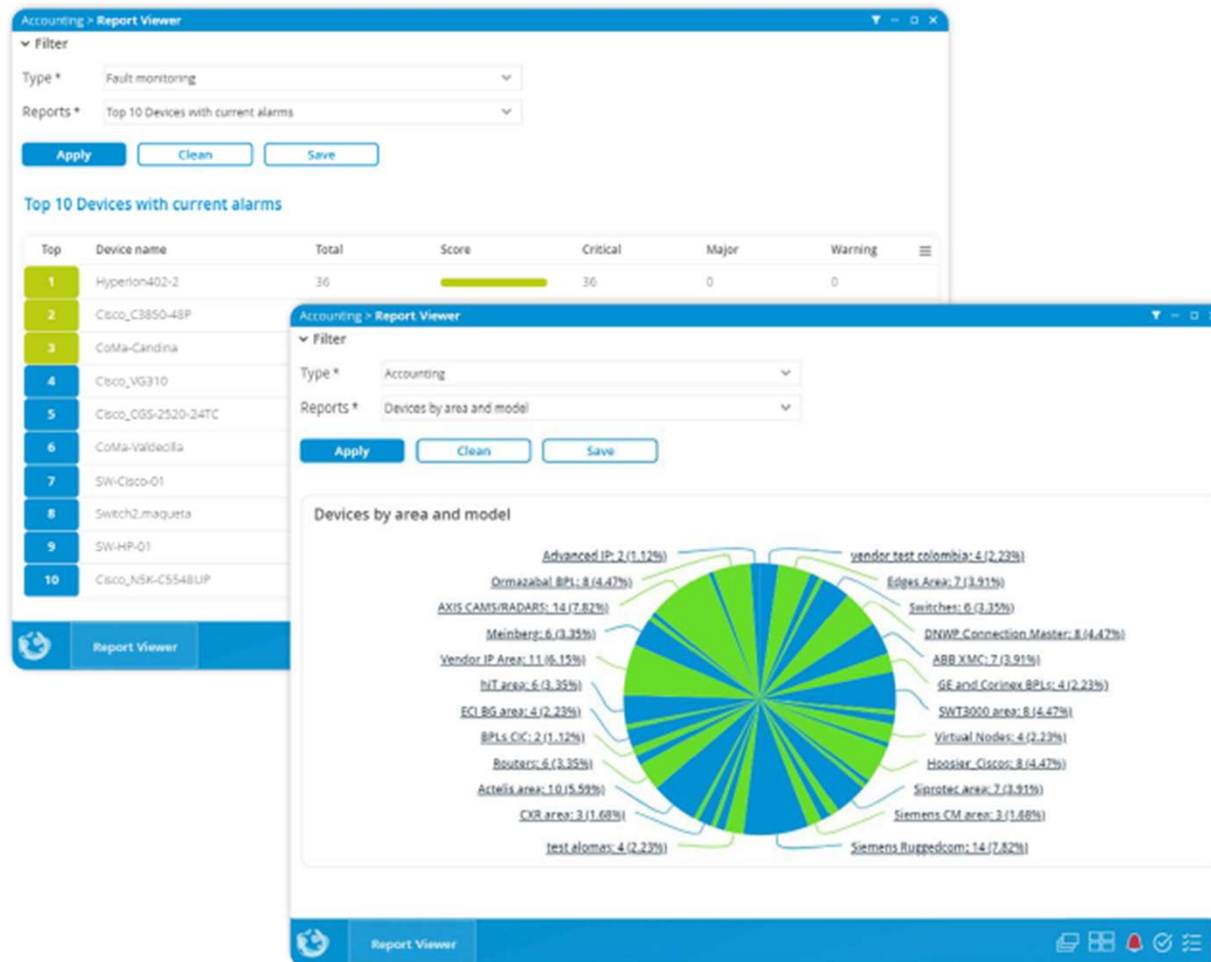 Accounting > Report Viewer
Filter
Type * Fault monitoring
Reports * Top 10 Devices with current alarms
Apply Clean Save
Top 10 Devices with current alarms
Top Device name Total Score Critical Major Warning
1 Hyperion402-2 36 36 0 0
2 Cisco_C3850-48P
3 CoMa-Candina
4 Cisco_VG310
5 Cisco_CGS-2520-24TC
6 CoMa-Valdecilla
7 SW-Cisco-01
8 Switch2.maqueta
9 SW-HP-01
10 Cisco_N5K-C5548UP
Report Viewer
Accounting > Report Viewer
Filter
Type * Accounting
Reports * Devices by area and model
Apply Clean Save
Devices by area and model
Advanced IP: 2 (1.12%)
Ormazabal BPL: 8 (4.47%)
AXIS CAMS/RADARS: 14 (7.82%)
Meinberg: 6 (3.35%)
Vendor IP Area: 11 (6.15%)
hiT area: 6 (3.35%)
ECI BG area: 4 (2.23%)
BPLs CIC: 2 (1.12%)
Routers: 6 (3.35%)
Actelis area: 10 (5.59%)
CXR area: 3 (1.68%)
test alomas: 4 (2.23%)
vendor test colombia: 4 (2.23%)
Edges Area: 7 (3.91%)
Switches: 6 (3.35%)
DNWP Connection Master: 8 (4.47%)
ABB XMC: 7 (3.91%)
GE and Corinex BPLs: 4 (2.23%)
SWT3000 area: 8 (4.47%)
Virtual Nodes: 4 (2.23%)
Hoosier_Ciscos: 8 (4.47%)
Siprotec area: 7 (3.91%)
Siemens CM area: 3 (1.68%)
Siemens Ruggedcom: 14 (7.82%)
Report Viewer